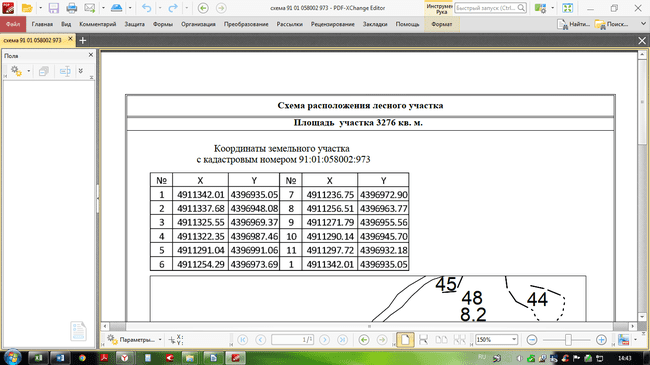 схема 91 01 058002 973 - PDF-XChange Editor
Файл Главная Вид Комментарий Защита Формы Организация Преобразование Рассылки Рецензирование Закладки Помощь Формат
Рука
Быстрый запуск (Ctrl+.)
Найти...
Поиск...
схема 91 01 058002 973
Поля
Схема расположения лесного участка
Площадь участка 3276 кв. м.
Координаты земельного участка
с кадастровым номером 91:01:058002:973
№ X Y № X Y
1 4911342.01 4396935.05 7 4911236.75 4396972.90
2 4911337.68 4396948.08 8 4911256.51 4396963.77
3 4911325.55 4396969.37 9 4911271.79 4396955.56
4 4911322.35 4396987.46 10 4911290.14 4396945.70
5 4911291.04 4396991.06 11 4911297.72 4396932.18
6 4911254.29 4396973.69 1 4911342.01 4396935.05
45
48
8.2
44
Параметры...
X:
Y:
1/1
150%
14:43